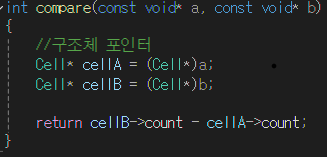 int compare(const void* a, const void* b)
{
//구조체 포인터
Cell* cellA = (Cell*)a;
Cell* cellB = (Cell*)b;
return cellB->count - cellA->count;
}